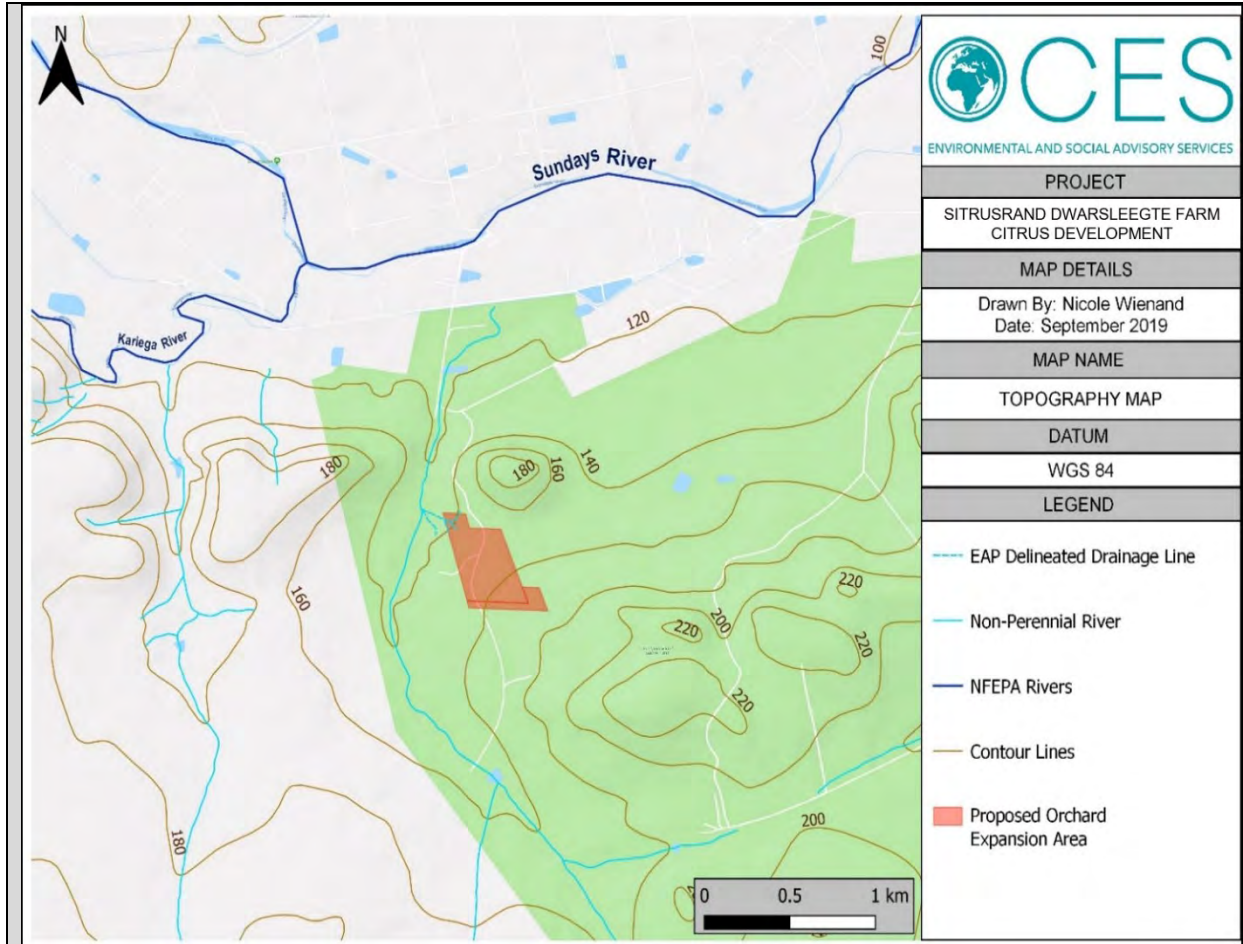 N
100
Sundays River
Kariega River
120
180
180
160
140
160
220
200
220
220
220
180
200
0 0.5 1 km
CES
ENVIRONMENTAL AND SOCIAL ADVISORY SERVICES
PROJECT
SITRUSRAND DWARSLEEGTE FARM
CITRUS DEVELOPMENT
MAP DETAILS
Drawn By: Nicole Wienand
Date: September 2019
MAP NAME
TOPOGRAPHY MAP
DATUM
WGS 84
LEGEND
EAP Delineated Drainage Line
Non-Perennial River
NFEPA Rivers
Contour Lines
Proposed Orchard
Expansion Area